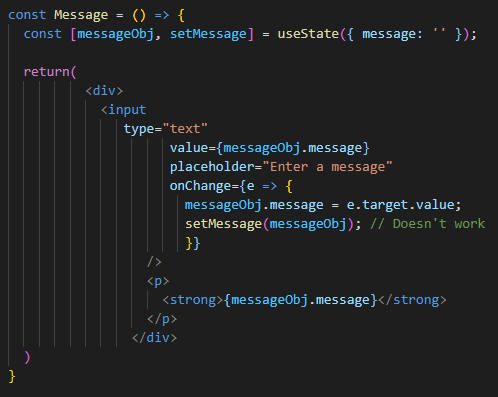 const Message = () => {
const [messageObj, setMessage] = useState({ message: '' });
return(
<div>
<input
type="text"
value={messageObj.message}
placeholder="Enter a message"
onChange={e => {
messageObj.message = e.target.value;
setMessage(messageObj); // Doesn't work
}}
/>
<p>
<strong>{messageObj.message}</strong>
</p>
</div>
)
}